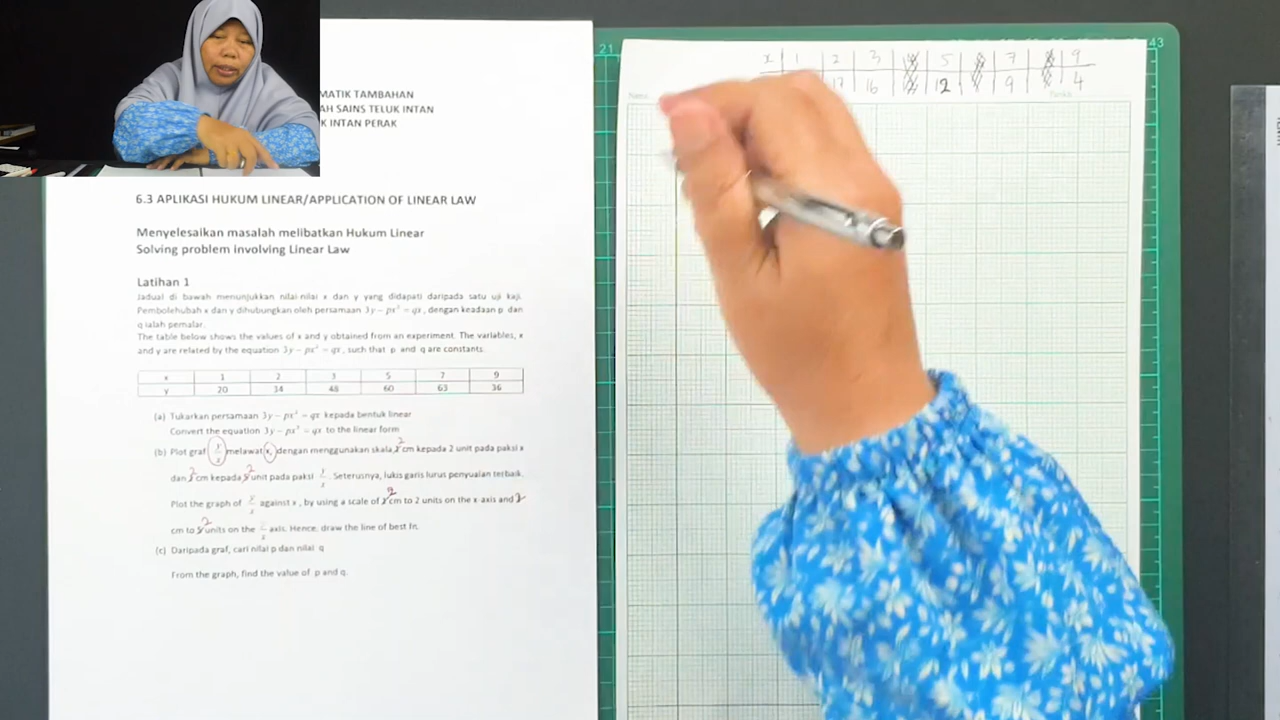 MATIK TAMBAHAN
AH SAINS TELUK INTAN
K INTAN PERAK
6.3 APLIKASI HUKUM LINEAR/APPLICATION OF LINEAR LAW
Menyelesaikan masalah melibatkan Hukum Linear
Solving problem involving Linear Law
Latihan 1
Jadual di bawah menunjukkan nilai-nilai x dan y yang didapati daripada satu uji kaji.
Pembolehubah x dan y dihubungkan oleh persamaan 3y – px² = qx, dengan keadaan p dan
q ialah pemalar.
The table below shows the values of x and y obtained from an experiment. The variables, x
and y are related by the equation 3y – px² = qx, such that p and q are constants.
x 1 2 3 5 7 9
y 20 34 48 60 63 36
(a) Tukarkan persamaan 3y – px² = qx kepada bentuk linear
Convert the equation 3y – px² = qx to the linear form
(b) Plot graf y/x melawat x, dengan menggunakan skala 2 cm kepada 2 unit pada paksi x
dan 2 cm kepada 2 unit pada paksi y/x. Seterusnya, lukis garis lurus penyuaian terbaik.
Plot the graph of y/x against x, by using a scale of 2 cm to 2 units on the x-axis and 2
cm to 2 units on the y/x axis. Hence, draw the line of best fit.
(c) Daripada graf, cari nilai p dan nilai q
From the graph, find the value of p and q.
21
43
x 1 2 3 5 7 9
17 16 12 9 4
Nama: